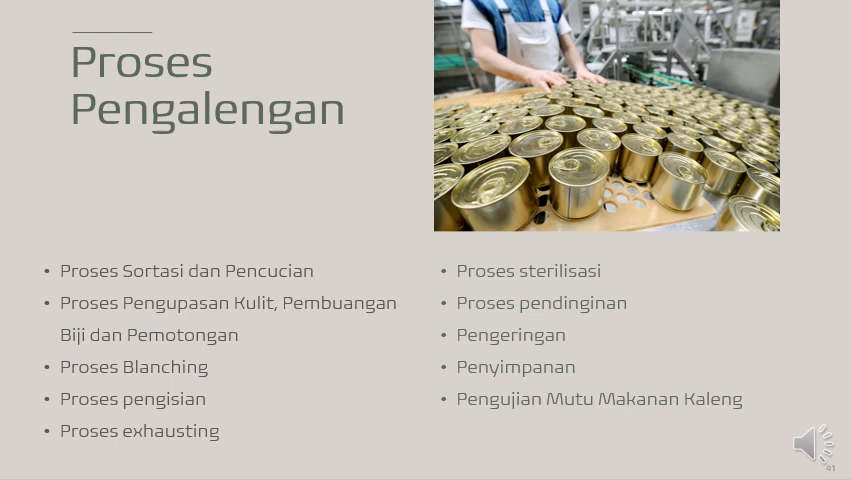 Proses
Pengalengan
• Proses Sortasi dan Pencucian
• Proses Pengupasan Kulit, Pembuangan
Biji dan Pemotongan
• Proses Blanching
• Proses pengisian
• Proses exhausting
• Proses sterilisasi
• Proses pendinginan
• Pengeringan
• Penyimpanan
• Pengujian Mutu Makanan Kaleng
41